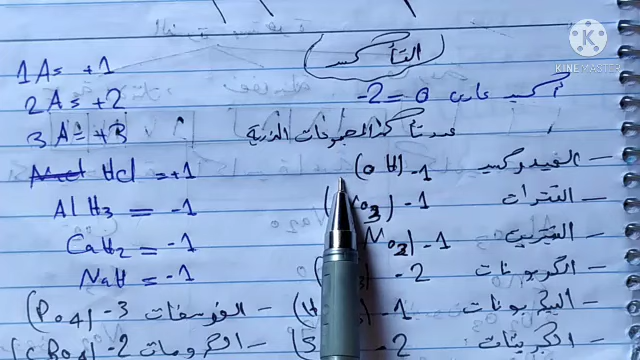 KINEMASTER
التأكسد
1A = +1
أكسيد عادي O = -2
2A = +2
3A = +3
عدد تأكسد المجموعات الذرية
HCl = +1
- الهيدروكسيد (OH) -1
AlH3 = -1
- النترات (NO3) -1
CaH2 = -1
- النتريت (NO2) -1
NaH = -1
- الكربونات -2
- البيكربونات (H -1
- الفوسفات (PO4) -3
- الكبريتات (S -2
- الكرومات -2